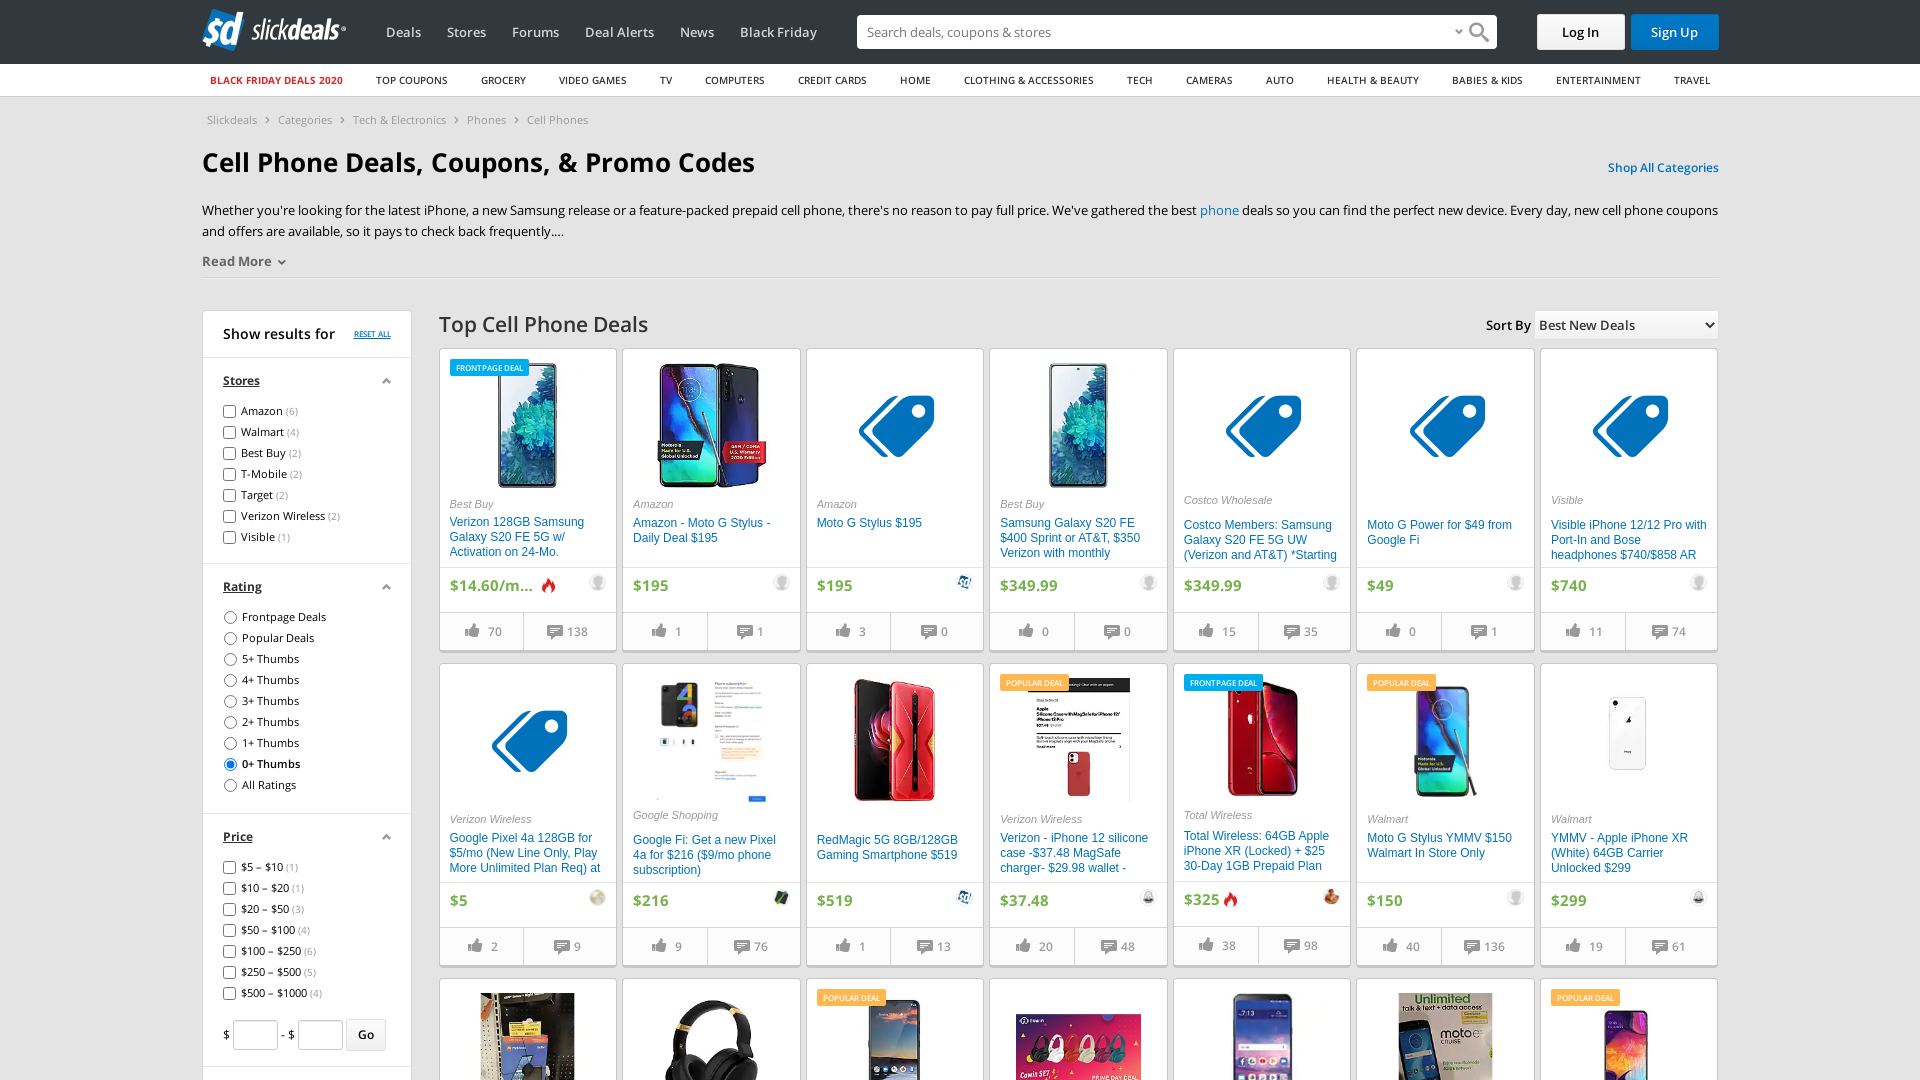 slickdeals
Deals
Stores
Forums
Deal Alerts
News
Black Friday
Search deals, coupons & stores
Log In
Sign Up
BLACK FRIDAY DEALS 2020
TOP COUPONS
GROCERY
VIDEO GAMES
TV
COMPUTERS
CREDIT CARDS
HOME
CLOTHING & ACCESSORIES
TECH
CAMERAS
AUTO
HEALTH & BEAUTY
BABIES & KIDS
ENTERTAINMENT
TRAVEL
Slickdeals > Categories > Tech & Electronics > Phones > Cell Phones
Cell Phone Deals, Coupons, & Promo Codes
Shop All Categories
Whether you're looking for the latest iPhone, a new Samsung release or a feature-packed prepaid cell phone, there's no reason to pay full price. We've gathered the best phone deals so you can find the perfect new device. Every day, new cell phone coupons
and offers are available, so it pays to check back frequently....
Read More
Show results for
RESET ALL
Stores
Amazon (6)
Walmart (4)
Best Buy (2)
T-Mobile (2)
Target (2)
Verizon Wireless (2)
Visible (1)
Rating
Frontpage Deals
Popular Deals
5+ Thumbs
4+ Thumbs
3+ Thumbs
2+ Thumbs
1+ Thumbs
0+ Thumbs
All Ratings
Price
$5 – $10 (1)
$10 – $20 (1)
$20 – $50 (3)
$50 – $100 (4)
$100 – $250 (6)
$250 – $500 (5)
$500 – $1000 (4)
$ - $ Go
Top Cell Phone Deals
Sort By Best New Deals
FRONTPAGE DEAL
Best Buy
Verizon 128GB Samsung
Galaxy S20 FE 5G w/
Activation on 24-Mo.
$14.60/m...
70
138
Amazon
Amazon - Moto G Stylus -
Daily Deal $195
$195
1
1
Amazon
Moto G Stylus $195
$195
3
0
Best Buy
Samsung Galaxy S20 FE
$400 Sprint or AT&T, $350
Verizon with monthly
$349.99
0
0
Costco Wholesale
Costco Members: Samsung
Galaxy S20 FE 5G UW
(Verizon and AT&T) *Starting
$349.99
15
35
Moto G Power for $49 from
Google Fi
$49
0
1
Visible
Visible iPhone 12/12 Pro with
Port-In and Bose
headphones $740/$858 AR
$740
11
74
Verizon Wireless
Google Pixel 4a 128GB for
$5/mo (New Line Only, Play
More Unlimited Plan Req) at
$5
2
9
Google Shopping
Google Fi: Get a new Pixel
4a for $216 ($9/mo phone
subscription)
$216
9
76
RedMagic 5G 8GB/128GB
Gaming Smartphone $519
$519
1
13
POPULAR DEAL
Verizon Wireless
Verizon - iPhone 12 silicone
case -$37.48 MagSafe
charger- $29.98 wallet -
$37.48
20
48
FRONTPAGE DEAL
Total Wireless
Total Wireless: 64GB Apple
iPhone XR (Locked) + $25
30-Day 1GB Prepaid Plan
$325
38
98
POPULAR DEAL
Walmart
Moto G Stylus YMMV $150
Walmart In Store Only
$150
40
136
Walmart
YMMV - Apple iPhone XR
(White) 64GB Carrier
Unlocked $299
$299
19
61
POPULAR DEAL
7:13
Unlimited
talk & text + data access
POPULAR DEAL